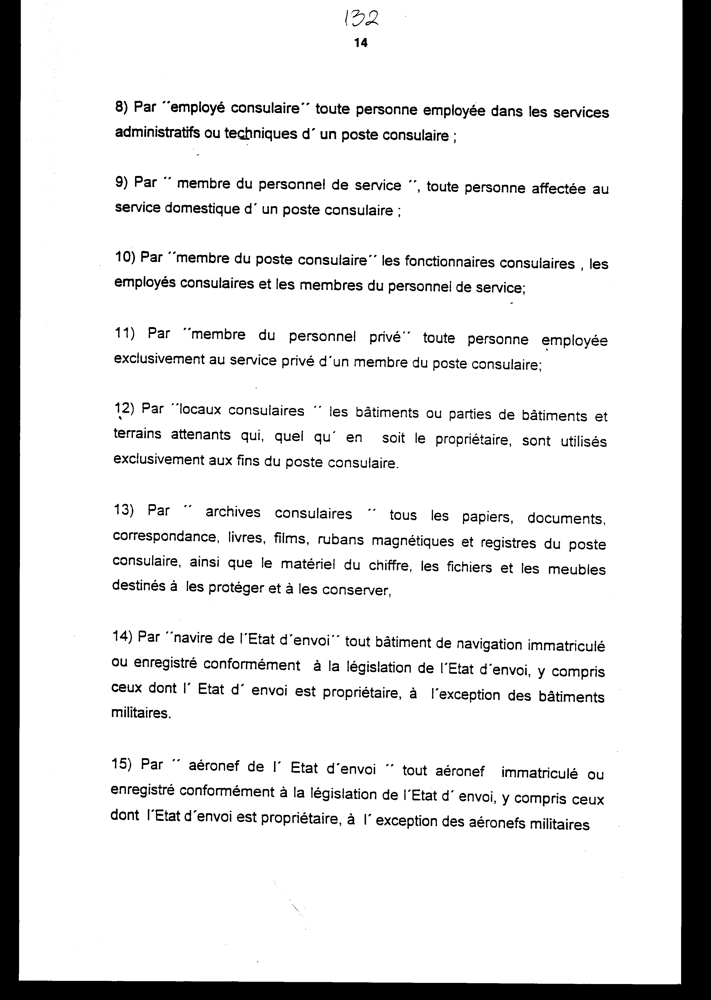 132
14
8) Par ´´employé consulaire´´ toute personne employée dans les services
administratifs ou techniques d´ un poste consulaire ;
9) Par ´´ membre du personnel de service ´´, toute personne affectée au
service domestique d´ un poste consulaire ;
10) Par ´´membre du poste consulaire´´ les fonctionnaires consulaires , les
employés consulaires et les membres du personnel de service;
11) Par ´´membre du personnel privé´´ toute personne employée
exclusivement au service privé d´un membre du poste consulaire;
12) Par ´´locaux consulaires ´´ les bâtiments ou parties de bâtiments et
terrains attenants qui, quel qu´ en soit le propriétaire, sont utilisés
exclusivement aux fins du poste consulaire.
13) Par ´´ archives consulaires ´´ tous les papiers, documents,
correspondance, livres, films, rubans magnétiques et registres du poste
consulaire, ainsi que le matériel du chiffre, les fichiers et les meubles
destinés à les protéger et à les conserver,
14) Par ´´navire de l´Etat d´envoi´´ tout bâtiment de navigation immatriculé
ou enregistré conformément à la législation de l´Etat d´envoi, y compris
ceux dont l´ Etat d´ envoi est propriétaire, à l´exception des bâtiments
militaires.
15) Par ´´ aéronef de l´ Etat d´envoi ´´ tout aéronef immatriculé ou
enregistré conformément à la législation de l´Etat d´ envoi, y compris ceux
dont l´Etat d´envoi est propriétaire, à l´ exception des aéronefs militaires